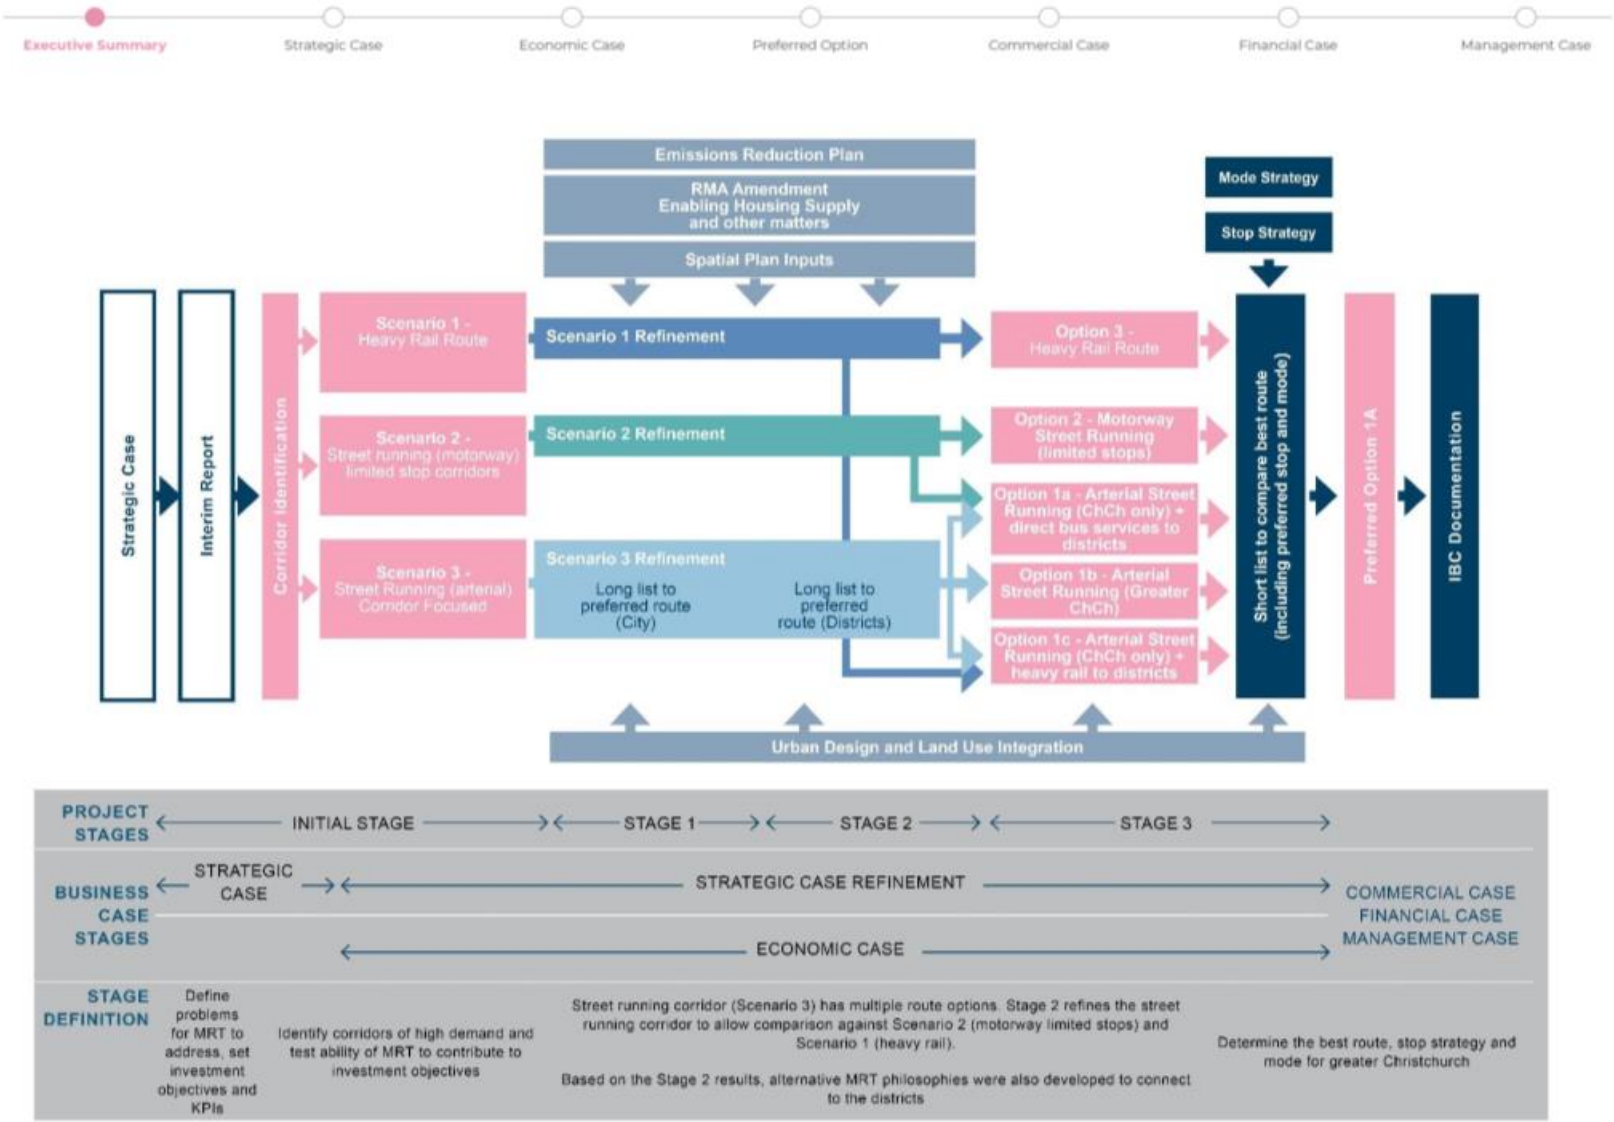 Executive Summary
Strategic Case
Economic Case
Preferred Option
Commercial Case
Financial Case
Management Case
Emissions Reduction Plan
RMA Amendment
Enabling Housing Supply
and other matters
Spatial Plan Inputs
Mode Strategy
Stop Strategy
Strategic Case
Interim Report
Corridor Identification
Scenario 1 -
Heavy Rail Route
Scenario 2 -
Street running (motorway)
limited stop corridors
Scenario 3 -
Street Running (arterial)
Corridor Focused
Scenario 1 Refinement
Scenario 2 Refinement
Scenario 3 Refinement
Long list to
preferred route
(City)
Long list to
preferred
route (Districts)
Option 3 -
Heavy Rail Route
Option 2 - Motorway
Street Running
(limited stops)
Option 1a - Arterial Street
Running (ChCh only) +
direct bus services to
districts
Option 1b - Arterial
Street Running (Greater
ChCh)
Option 1c - Arterial Street
Running (ChCh only) +
heavy rail to districts
Short list to compare best route
(including preferred stop and mode)
Preferred Option 1A
IBC Documentation
Urban Design and Land Use Integration
PROJECT
STAGES
INITIAL STAGE
STAGE 1
STAGE 2
STAGE 3
BUSINESS
CASE
STAGES
STRATEGIC
CASE
STRATEGIC CASE REFINEMENT
ECONOMIC CASE
COMMERCIAL CASE
FINANCIAL CASE
MANAGEMENT CASE
STAGE
DEFINITION
Define
problems
for MRT to
address, set
investment
objectives and
KPIs
Identify corridors of high demand and
test ability of MRT to contribute to
investment objectives
Street running corridor (Scenario 3) has multiple route options. Stage 2 refines the street
running corridor to allow comparison against Scenario 2 (motorway limited stops) and
Scenario 1 (heavy rail).
Based on the Stage 2 results, alternative MRT philosophies were also developed to connect
to the districts
Determine the best route, stop strategy and
mode for greater Christchurch